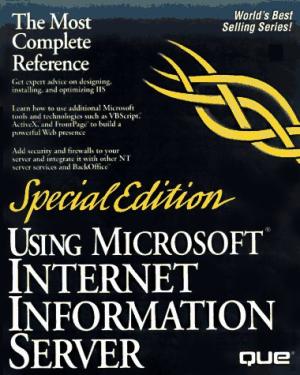 The Most
Complete
Reference
World's Best
Selling Series!
Get expert advice on designing,
installing, and optimizing IIS
Learn how to use additional Microsoft
tools and technologies such as VBScript,
ActiveX, and FrontPage to build a
powerful Web presence
Add security and firewalls to your
server and integrate it with other NT
server services and BackOffice
Special Edition
USING MICROSOFT®
INTERNET
INFORMATION
SERVER
QUE®